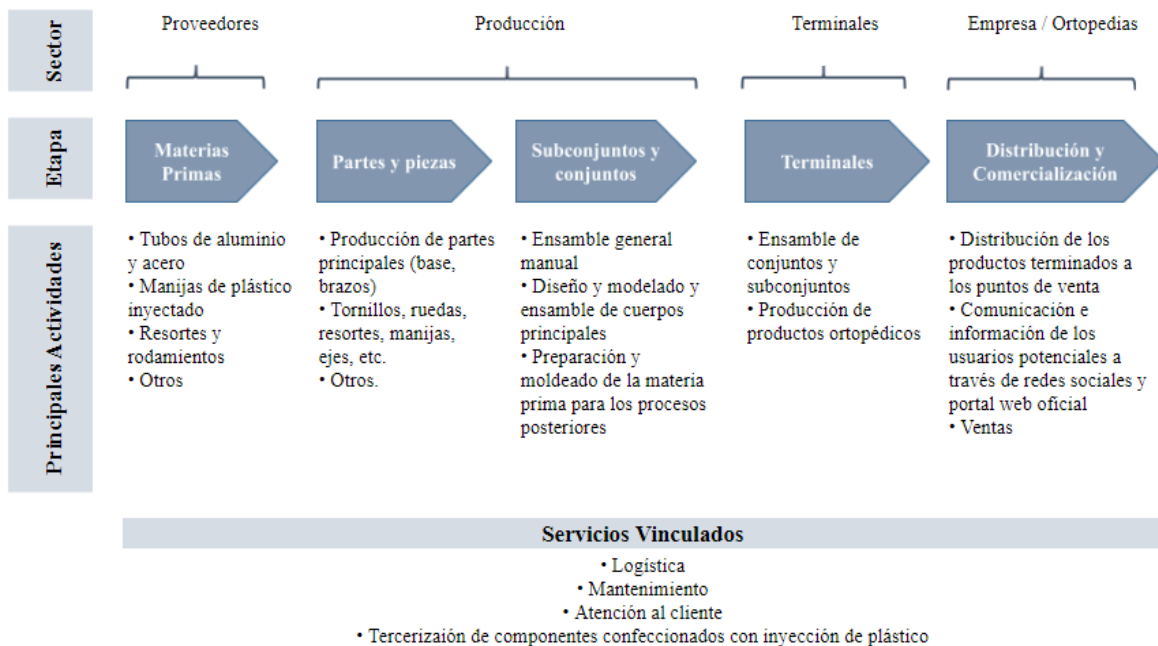 Sector
Proveedores
Producción
Terminales
Empresa / Ortopedias
Etapa
Materias
Primas
Partes y piezas
Subconjuntos y
conjuntos
Terminales
Distribución y
Comercialización
Principales Actividades
• Tubos de aluminio
y acero
• Manijas de plástico
inyectado
• Resortes y
rodamientos
• Otros
• Producción de partes
principales (base,
brazos)
• Tornillos, ruedas,
resortes, manijas,
ejes, etc.
• Otros.
• Ensamble general
manual
• Diseño y modelado y
ensamble de cuerpos
principales
• Preparación y
moldeado de la materia
prima para los procesos
posteriores
• Ensamble de
conjuntos y
subconjuntos
• Producción de
productos ortopédicos
• Distribución de los
productos terminados a
los puntos de venta
• Comunicación e
información de los
usuarios potenciales a
través de redes sociales y
portal web oficial
• Ventas
Servicios Vinculados
• Logística
• Mantenimiento
• Atención al cliente
• Tercerizaión de componentes confeccionados con inyección de plástico